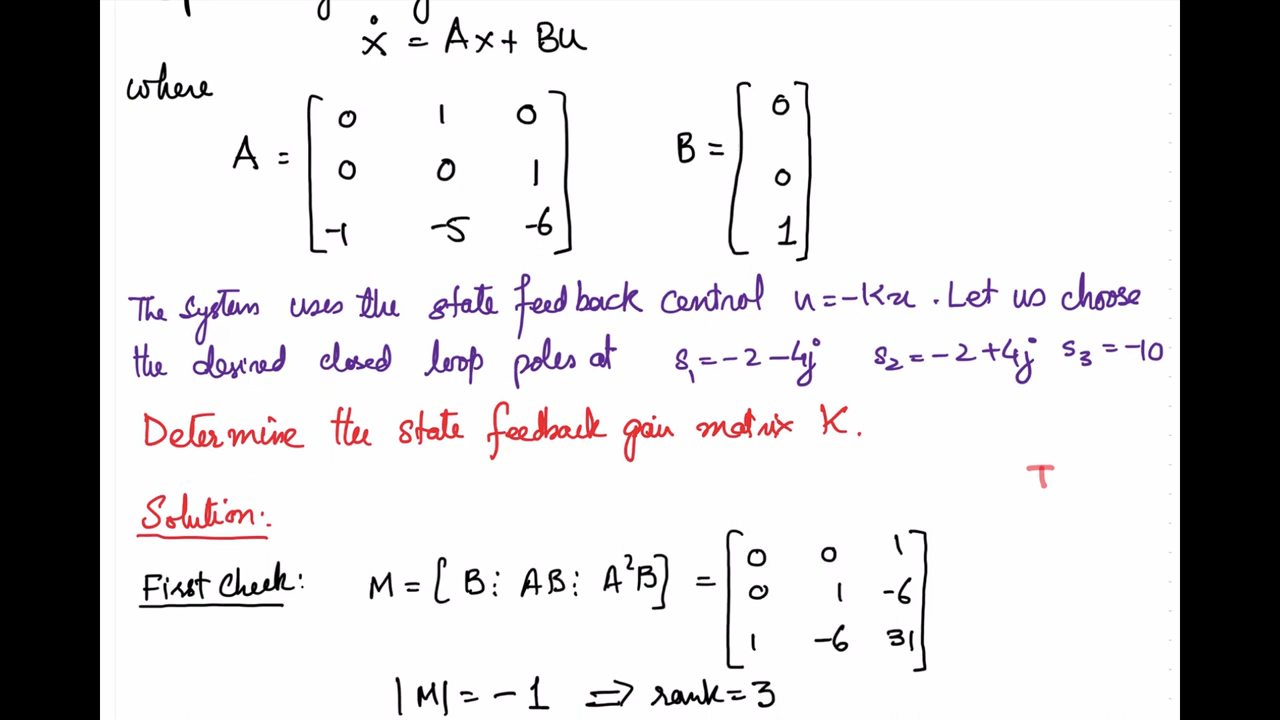 ẋ = Ax + Bu
where
A = [ 0 1 0
0 0 1
-1 -5 -6 ]
B = [ 0
0
1 ]
The system uses the state feedback control u = -Kx. Let us choose
the desired closed loop poles at s₁ = -2 - 4j s₂ = -2 + 4j s₃ = -10
Determine the state feedback gain matrix K.
T
Solution:
First Check: M = [ B ⋮ AB ⋮ A²B ] = [ 0 0 1
0 1 -6
1 -6 31 ]
|M| = -1 ⇒ rank = 3